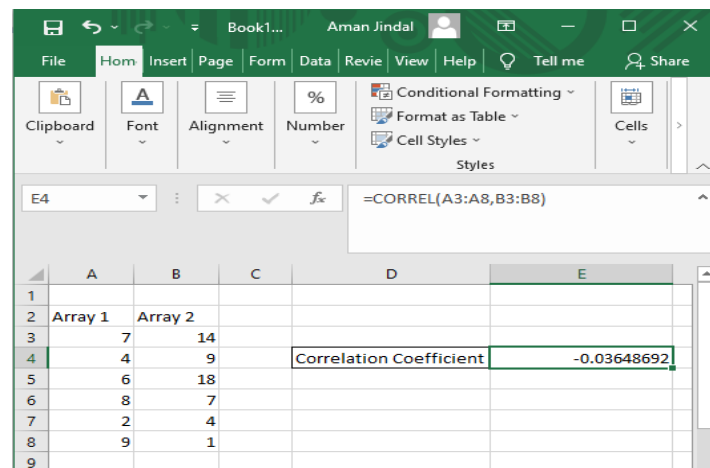 Book1... Aman Jindal
File Hom Insert Page Form Data Revie View Help Tell me Share
Clipboard Font Alignment % Number Conditional Formatting Format as Table Cell Styles Styles Cells
E4 fx =CORREL(A3:A8,B3:B8)
A B C D E
1
2 Array 1 Array 2
3 7 14
4 4 9 Correlation Coefficient -0.03648692
5 6 18
6 8 7
7 2 4
8 9 1
9